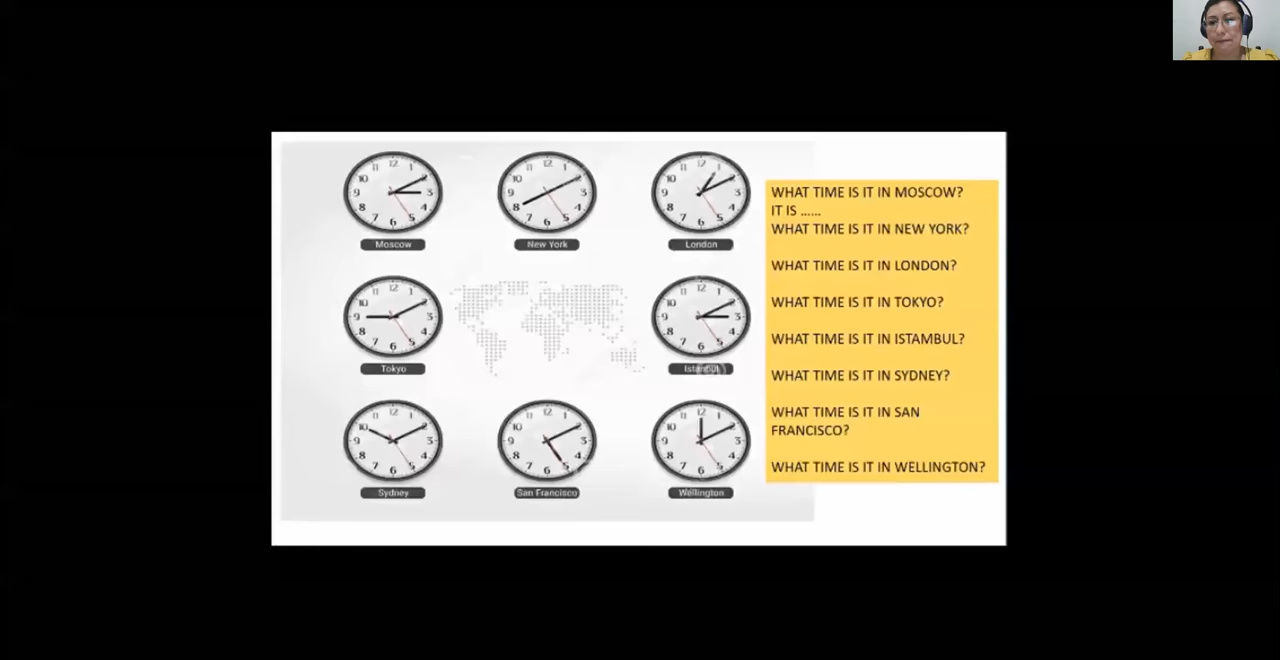 Moscow
New York
London
Tokyo
Istanbul
Sydney
San Francisco
Wellington
WHAT TIME IS IT IN MOSCOW?
IT IS ......
WHAT TIME IS IT IN NEW YORK?
WHAT TIME IS IT IN LONDON?
WHAT TIME IS IT IN TOKYO?
WHAT TIME IS IT IN ISTAMBUL?
WHAT TIME IS IT IN SYDNEY?
WHAT TIME IS IT IN SAN
FRANCISCO?
WHAT TIME IS IT IN WELLINGTON?